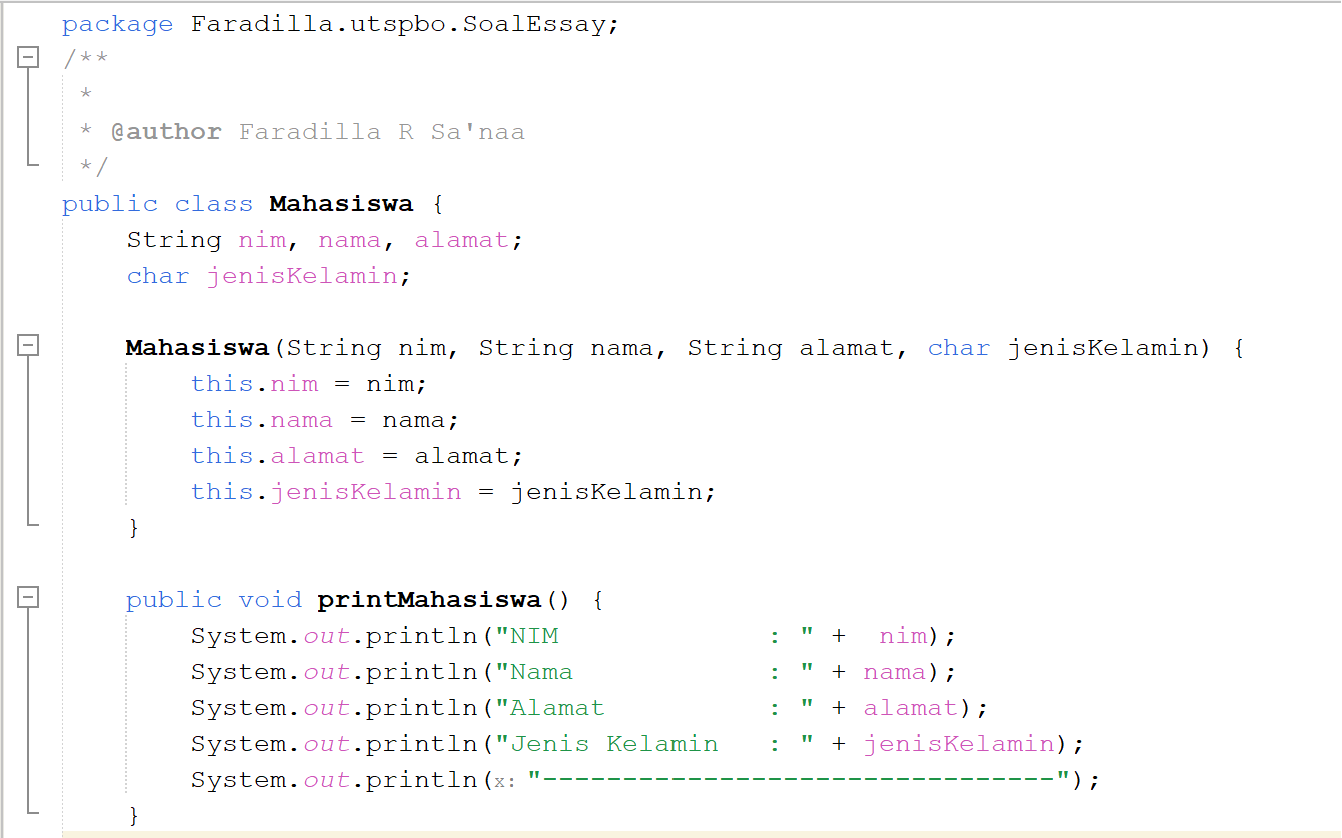 package Faradilla.utspbo.SoalEssay;
/**
 *
 * @author Faradilla R Sa'naa
 */
public class Mahasiswa {
    String nim, nama, alamat;
    char jenisKelamin;

    Mahasiswa(String nim, String nama, String alamat, char jenisKelamin) {
        this.nim = nim;
        this.nama = nama;
        this.alamat = alamat;
        this.jenisKelamin = jenisKelamin;
    }

    public void printMahasiswa() {
        System.out.println("NIM             : " +  nim);
        System.out.println("Nama            : " + nama);
        System.out.println("Alamat          : " + alamat);
        System.out.println("Jenis Kelamin   : " + jenisKelamin);
        System.out.println(x: "--------------------------------");
    }